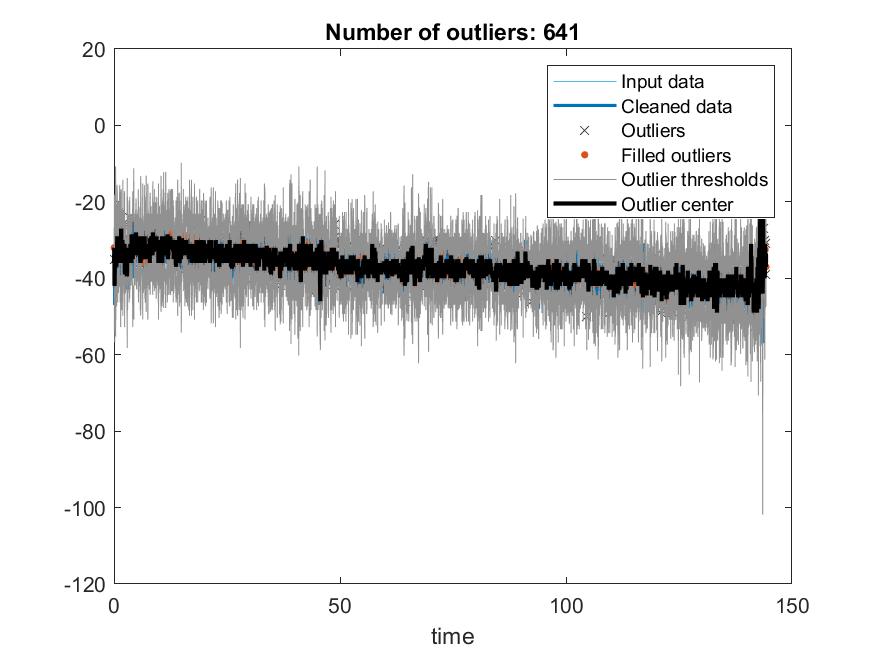 Number of outliers: 641
20
0
-20
-40
-60
-80
-100
-120
Input data
Cleaned data
Outliers
Filled outliers
Outlier thresholds
Outlier center
0 50 100 150
time